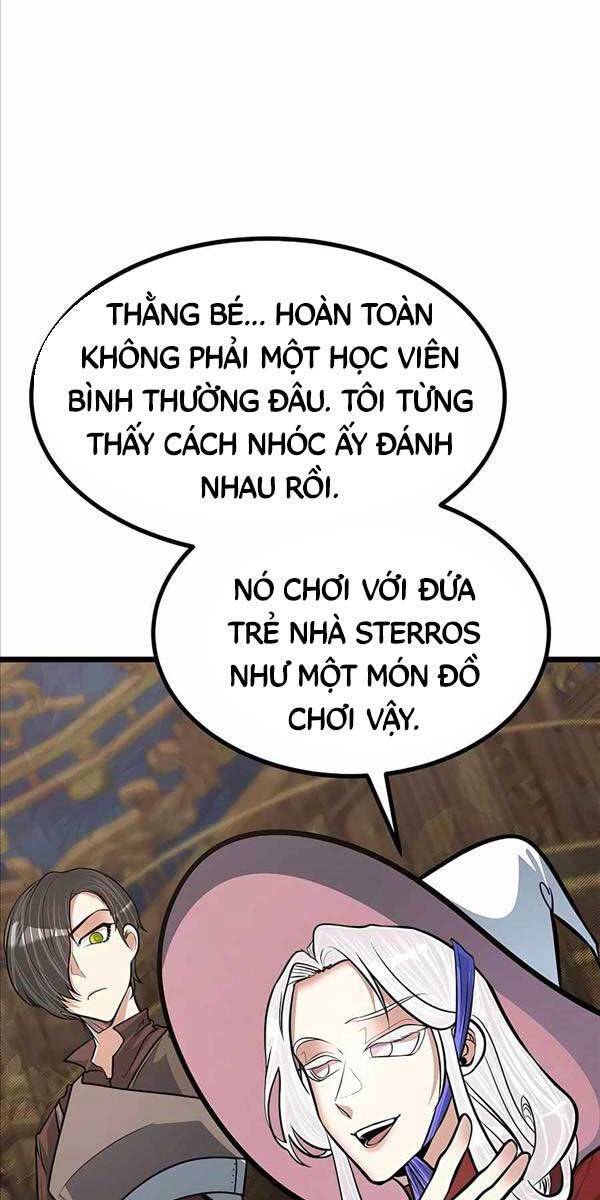 THẰNG BÉ... HOÀN TOÀN
KHÔNG PHẢI MỘT HỌC VIÊN
BÌNH THƯỜNG ĐÂU. TÔI TỪNG
THẤY CÁCH NHÓC ẤY ĐÁNH
NHAU RỒI.
NÓ CHƠI VỚI ĐỨA
TRẺ NHÀ STERROS
NHƯ MỘT MÓN ĐỒ
CHƠI VẬY.